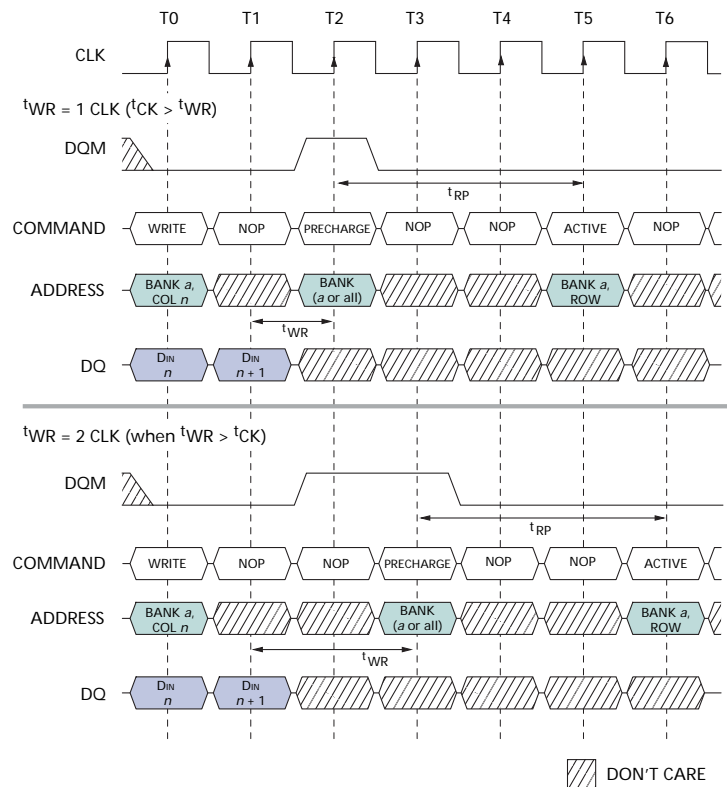 T0 T1 T2 T3 T4 T5 T6
CLK
tWR = 1 CLK (tCK > tWR)
DQM
tRP
COMMAND WRITE NOP PRECHARGE NOP NOP ACTIVE NOP
ADDRESS BANK a, COL n BANK (a or all) BANK a, ROW
tWR
DQ DIN n DIN n + 1
tWR = 2 CLK (when tWR > tCK)
DQM
tRP
COMMAND WRITE NOP NOP PRECHARGE NOP NOP ACTIVE
ADDRESS BANK a, COL n BANK (a or all) BANK a, ROW
tWR
DQ DIN n DIN n + 1
DON'T CARE